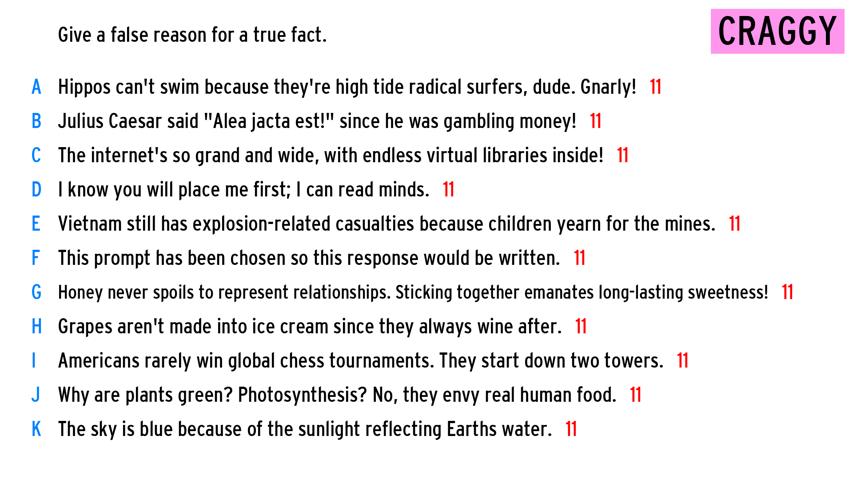 Give a false reason for a true fact.
CRAGGY
A Hippos can't swim because they're high tide radical surfers, dude. Gnarly! 11
B Julius Caesar said "Alea jacta est!" since he was gambling money! 11
C The internet's so grand and wide, with endless virtual libraries inside! 11
D I know you will place me first; I can read minds. 11
E Vietnam still has explosion-related casualties because children yearn for the mines. 11
F This prompt has been chosen so this response would be written. 11
G Honey never spoils to represent relationships. Sticking together emanates long-lasting sweetness! 11
H Grapes aren't made into ice cream since they always wine after. 11
I Americans rarely win global chess tournaments. They start down two towers. 11
J Why are plants green? Photosynthesis? No, they envy real human food. 11
K The sky is blue because of the sunlight reflecting Earths water. 11